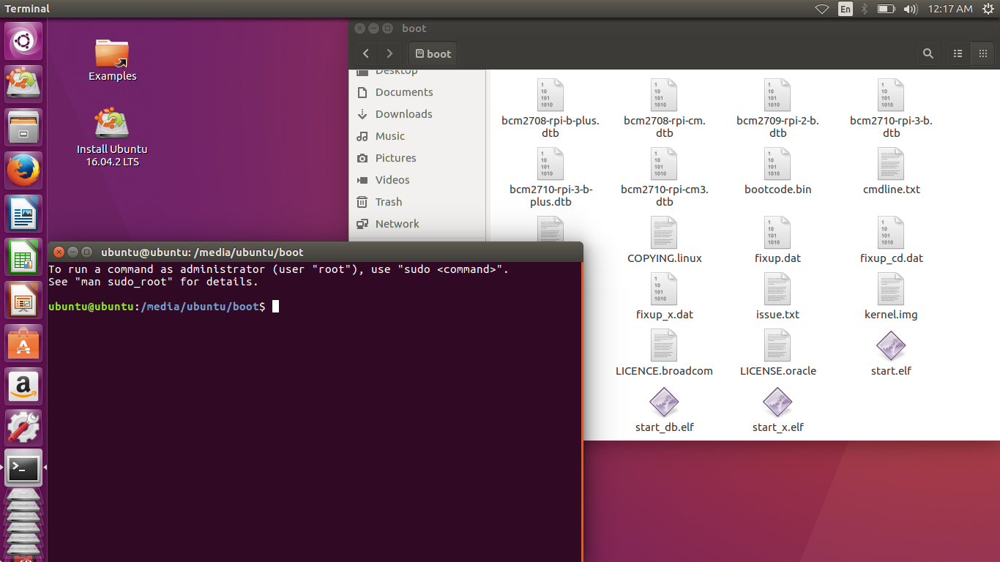 Terminal
En
12:17 AM
Examples
Install Ubuntu
16.04.2 LTS
boot
boot
Desktop
Documents
Downloads
Music
Pictures
Videos
Trash
Network
bcm2708-rpi-b-plus.
dtb
bcm2708-rpi-cm.
dtb
bcm2709-rpi-2-b.
dtb
bcm2710-rpi-3-b.
dtb
bcm2710-rpi-3-b-
plus.dtb
bcm2710-rpi-cm3.
dtb
bootcode.bin
cmdline.txt
COPYING.linux
fixup.dat
fixup_cd.dat
fixup_x.dat
issue.txt
kernel.img
LICENCE.broadcom
LICENSE.oracle
start.elf
start_db.elf
start_x.elf
ubuntu@ubuntu: /media/ubuntu/boot
To run a command as administrator (user "root"), use "sudo <command>".
See "man sudo_root" for details.
ubuntu@ubuntu:/media/ubuntu/boot$